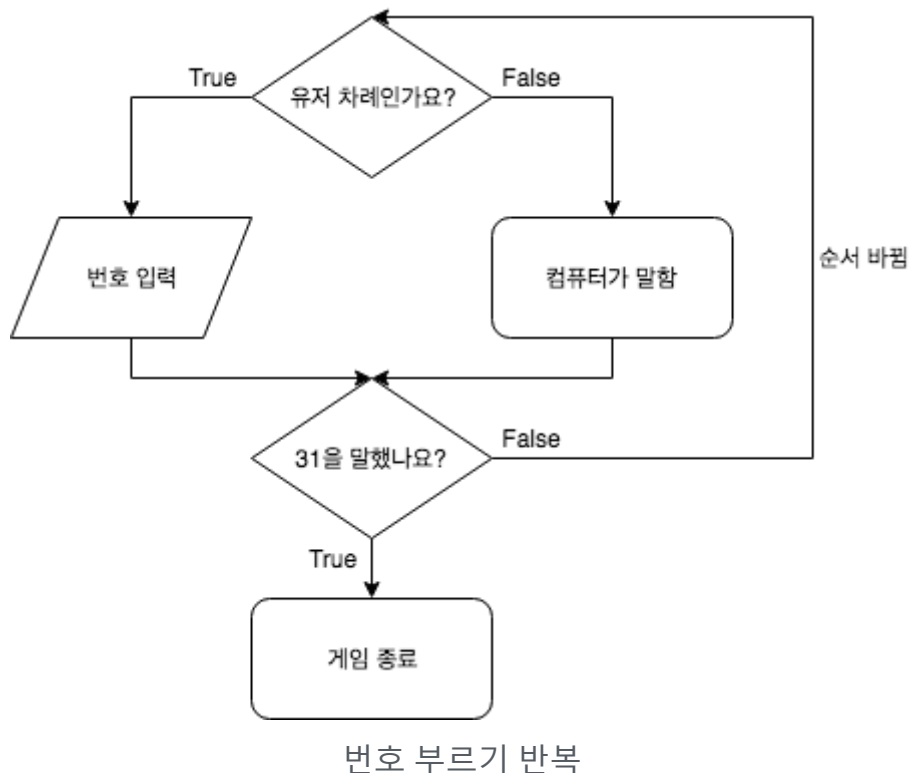 유저 차례인가요?
True
False
번호 입력
컴퓨터가 말함
순서 바뀜
31을 말했나요?
False
True
게임 종료
번호 부르기 반복